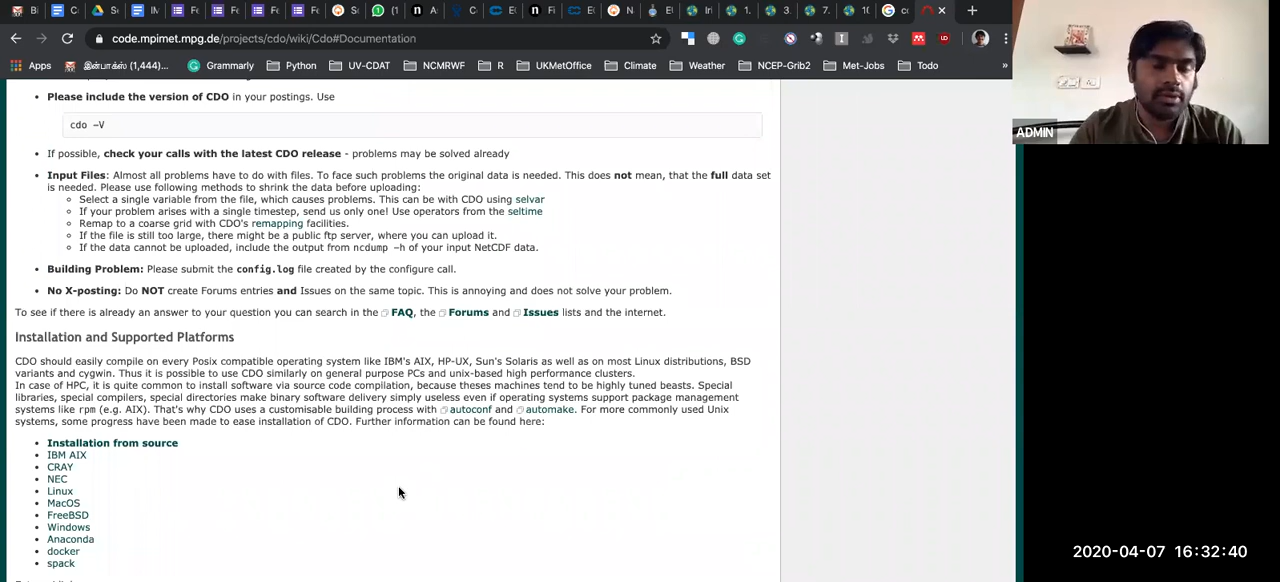 Bi
C
S
Fe
Fe
Fe
Fe
S
(1
A
C
E
Fi
E
N
E
Ir
1.
3.
7.
1
c
code.mpimet.mpg.de/projects/cdo/wiki/Cdo#Documentation
Apps இன்பாக்ஸ் (1,444)... Grammarly Python UV-CDAT NCMRWF R UKMetOffice Climate Weather NCEP-Grib2 Met-Jobs Todo »
• Please include the version of CDO in your postings. Use
cdo -V
• If possible, check your calls with the latest CDO release - problems may be solved already
• Input Files: Almost all problems have to do with files. To face such problems the original data is needed. This does not mean, that the full data set
is needed. Please use following methods to shrink the data before uploading:
Select a single variable from the file, which causes problems. This can be with CDO using selvar
If your problem arises with a single timestep, send us only one! Use operators from the seltime
Remap to a coarse grid with CDO's remapping facilities.
If the file is still too large, there might be a public ftp server, where you can upload it.
If the data cannot be uploaded, include the output from ncdump -h of your input NetCDF data.
• Building Problem: Please submit the config.log file created by the configure call.
• No X-posting: Do NOT create Forums entries and Issues on the same topic. This is annoying and does not solve your problem.
To see if there is already an answer to your question you can search in the FAQ, the Forums and Issues lists and the internet.
Installation and Supported Platforms
CDO should easily compile on every Posix compatible operating system like IBM's AIX, HP-UX, Sun's Solaris as well as on most Linux distributions, BSD
variants and cygwin. Thus it is possible to use CDO similarly on general purpose PCs and unix-based high performance clusters.
In case of HPC, it is quite common to install software via source code compilation, because theses machines tend to be highly tuned beasts. Special
libraries, special compilers, special directories make binary software delivery simply useless even if operating systems support package management
systems like rpm (e.g. AIX). That's why CDO uses a customisable building process with autoconf and automake. For more commonly used Unix
systems, some progress have been made to ease installation of CDO. Further information can be found here:
• Installation from source
• IBM AIX
• CRAY
• NEC
• Linux
• MacOS
• FreeBSD
• Windows
• Anaconda
• docker
• spack
ADMIN
2020-04-07 16:32:40